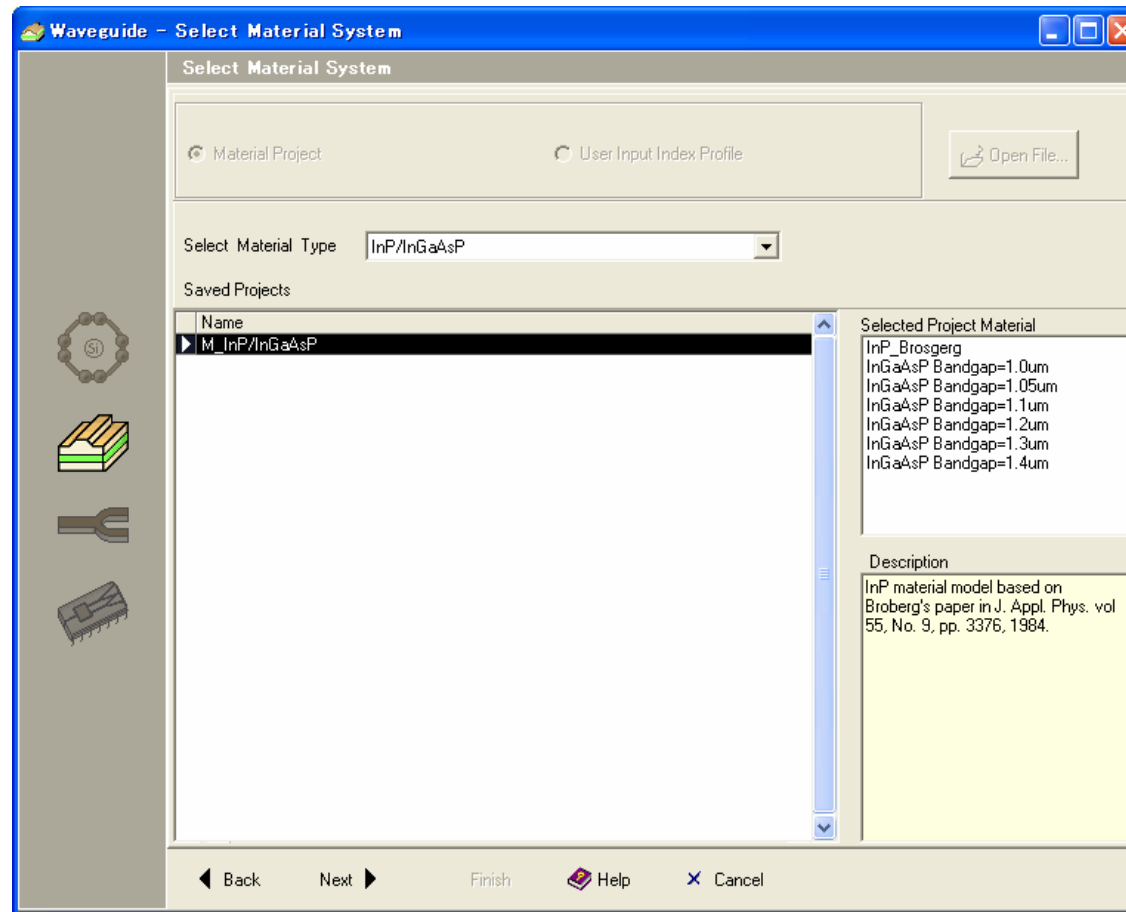 Waveguide - Select Material System
Select Material System
Material Project
User Input Index Profile
Open File...
Select Material Type
InP/InGaAsP
Saved Projects
Name
M_InP/InGaAsP
Selected Project Material
InP_Brosgerg
InGaAsP Bandgap=1.0um
InGaAsP Bandgap=1.05um
InGaAsP Bandgap=1.1um
InGaAsP Bandgap=1.2um
InGaAsP Bandgap=1.3um
InGaAsP Bandgap=1.4um
Description
InP material model based on
Broberg's paper in J. Appl. Phys. vol
55, No. 9, pp. 3376, 1984.
Si
Back
Next
Finish
Help
Cancel